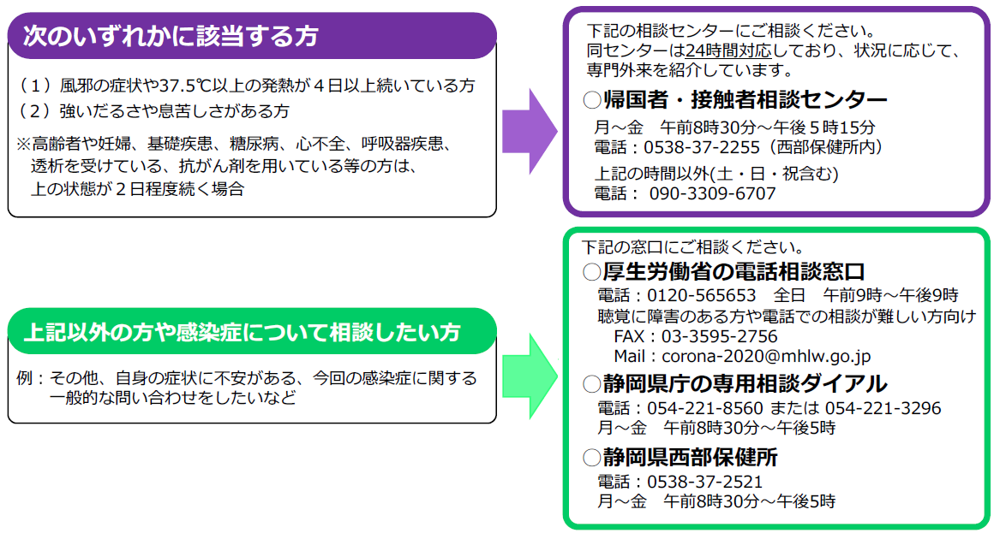 次のいずれかに該当する方
（１）風邪の症状や37.5℃以上の発熱が４日以上続いている方
（２）強いだるさや息苦しさがある方
※高齢者や妊婦、基礎疾患、糖尿病、心不全、呼吸器疾患、
透析を受けている、抗がん剤を用いている等の方は、
上の状態が２日程度続く場合
下記の相談センターにご相談ください。
同センターは24時間対応しており、状況に応じて、
専門外来を紹介しています。
○帰国者・接触者相談センター
月～金　午前8時30分～午後５時15分
電話：0538-37-2255（西部保健所内）
上記の時間以外(土・日・祝含む)
電話： 090-3309-6707
上記以外の方や感染症について相談したい方
例：その他、自身の症状に不安がある、今回の感染症に関する
一般的な問い合わせをしたいなど
下記の窓口にご相談ください。
○厚生労働省の電話相談窓口
電話：0120-565653　全日　午前9時～午後9時
聴覚に障害のある方や電話での相談が難しい方向け
FAX：03-3595-2756
Mail：corona-2020@mhlw.go.jp
○静岡県庁の専用相談ダイアル
電話：054-221-8560 または 054-221-3296
月～金　午前8時30分～午後5時
○静岡県西部保健所
電話：0538-37-2521
月～金　午前8時30分～午後5時